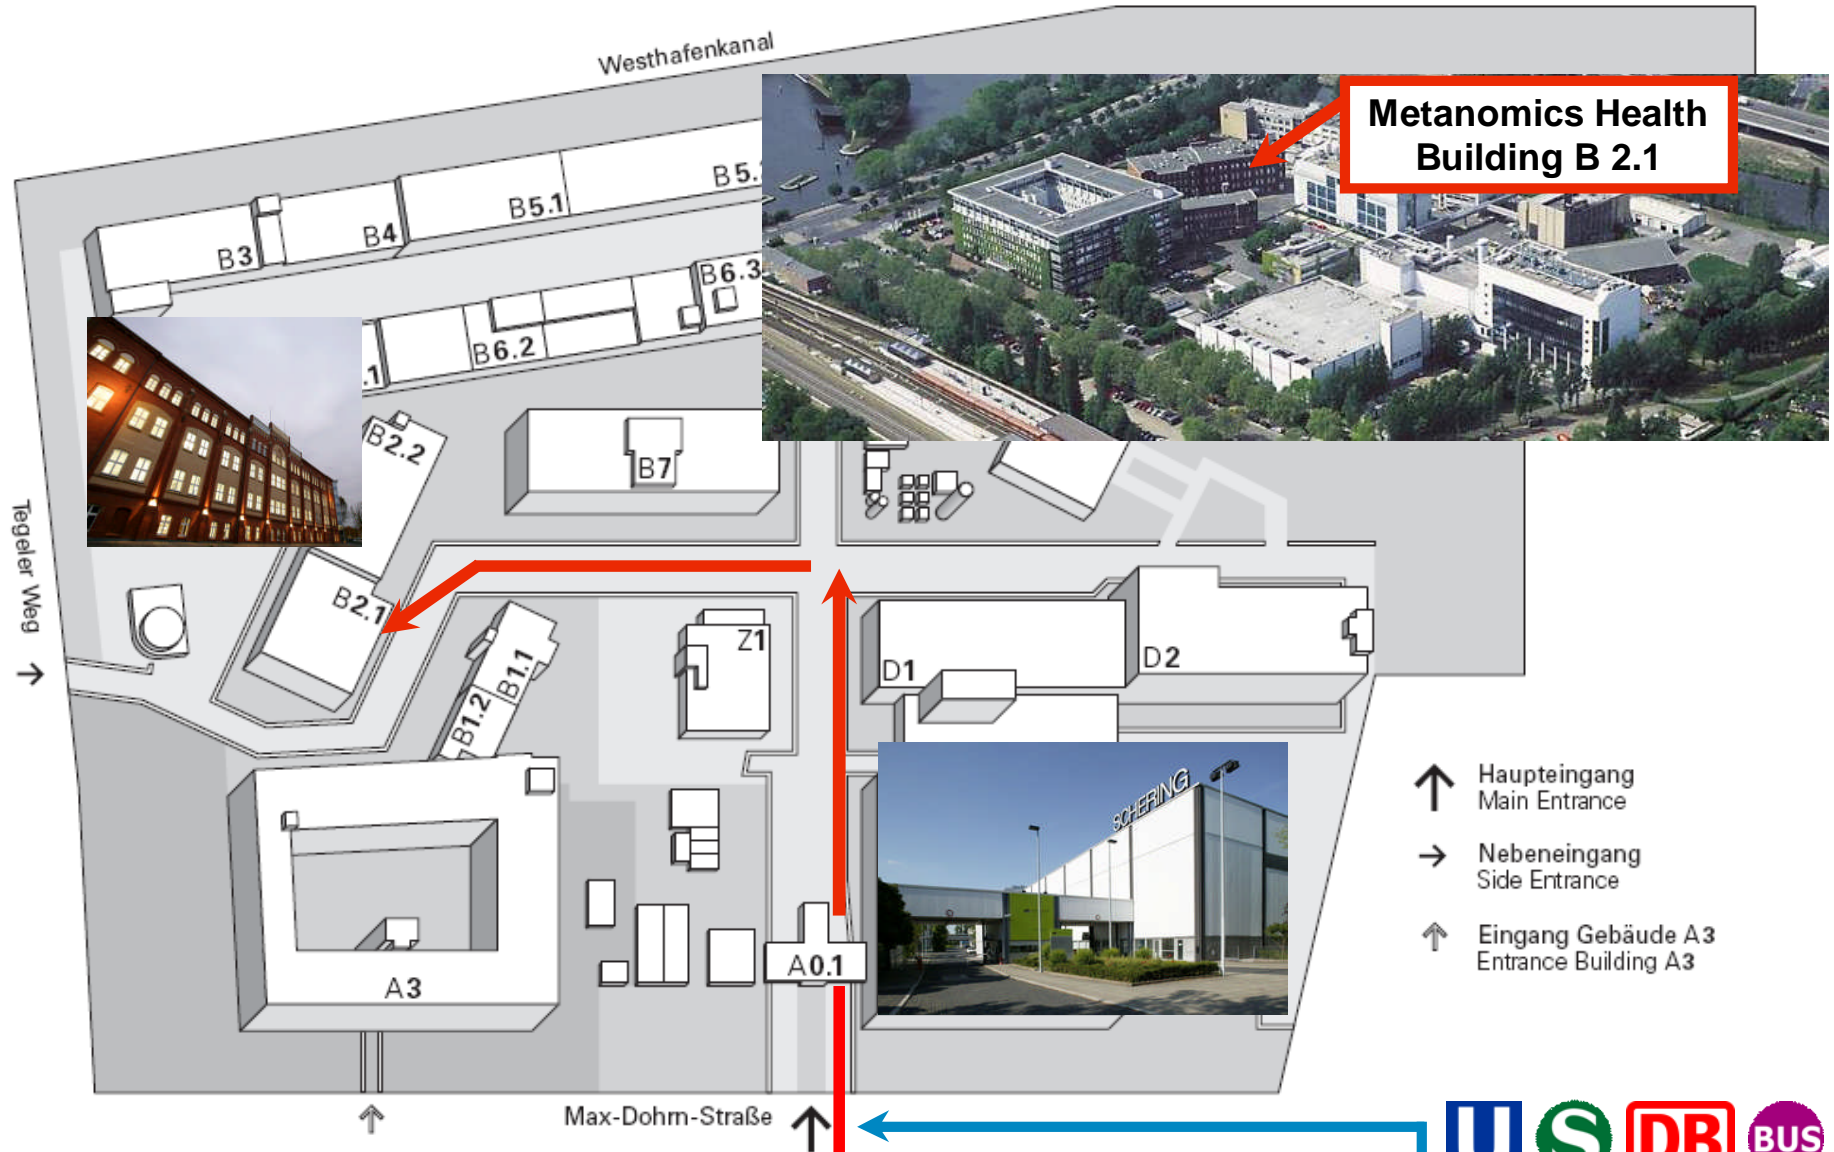 Westhafenkanal
Metanomics Health
Building B 2.1
B3
B4
B5.1
B5.
B6.3
B6.2
.1
B2.2
B7
Tegeler Weg
B2.1
B1.1
B1.2
Z1
D1
D2
SCHERING
Haupteingang
Main Entrance
Nebeneingang
Side Entrance
Eingang Gebäude A3
Entrance Building A3
A0.1
A3
Max-Dohrn-Straße
U
S
DB
BUS